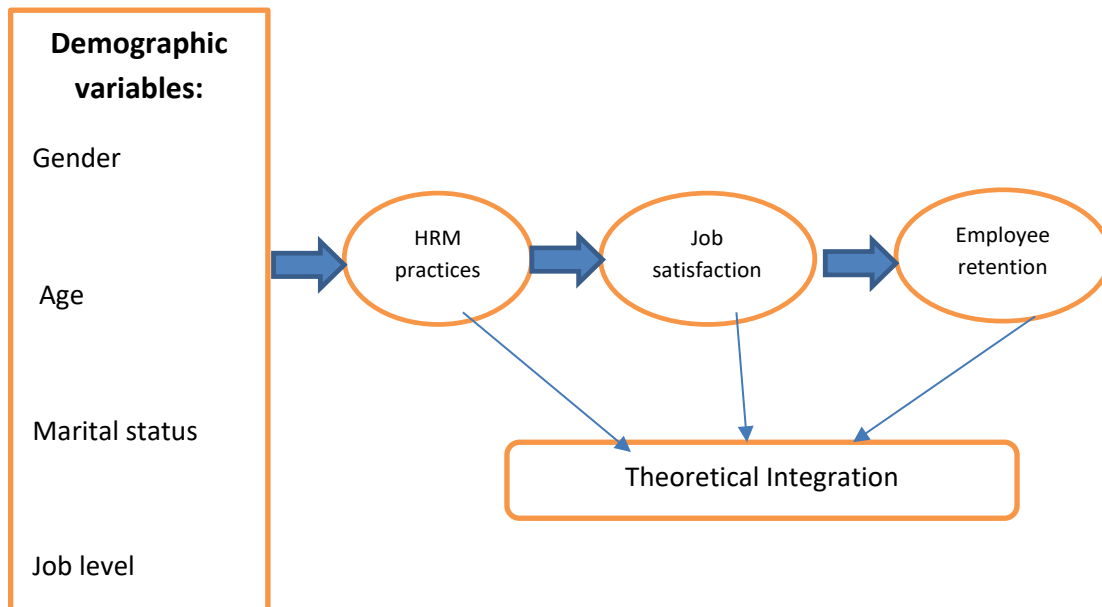 Demographic
variables:
Gender
Age
Marital status
Job level
HRM
practices
Job
satisfaction
Employee
retention
Theoretical Integration